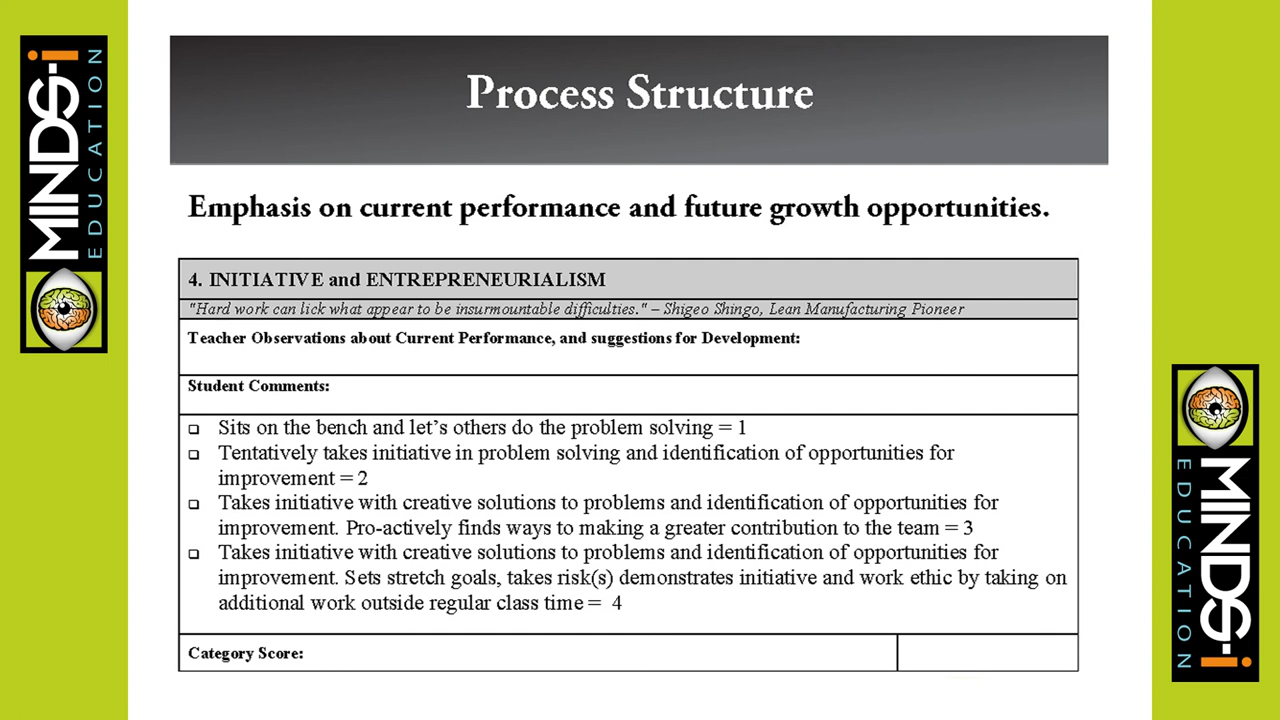 MINDS-i
EDUCATION
Process Structure
Emphasis on current performance and future growth opportunities.
4. INITIATIVE and ENTREPRENEURIALISM
"Hard work can lick what appear to be insurmountable difficulties." – Shigeo Shingo, Lean Manufacturing Pioneer
Teacher Observations about Current Performance, and suggestions for Development:
Student Comments:
❑ Sits on the bench and let’s others do the problem solving = 1
❑ Tentatively takes initiative in problem solving and identification of opportunities for
improvement = 2
❑ Takes initiative with creative solutions to problems and identification of opportunities for
improvement. Pro-actively finds ways to making a greater contribution to the team = 3
❑ Takes initiative with creative solutions to problems and identification of opportunities for
improvement. Sets stretch goals, takes risk(s) demonstrates initiative and work ethic by taking on
additional work outside regular class time = 4
Category Score:
MINDS-i
EDUCATION